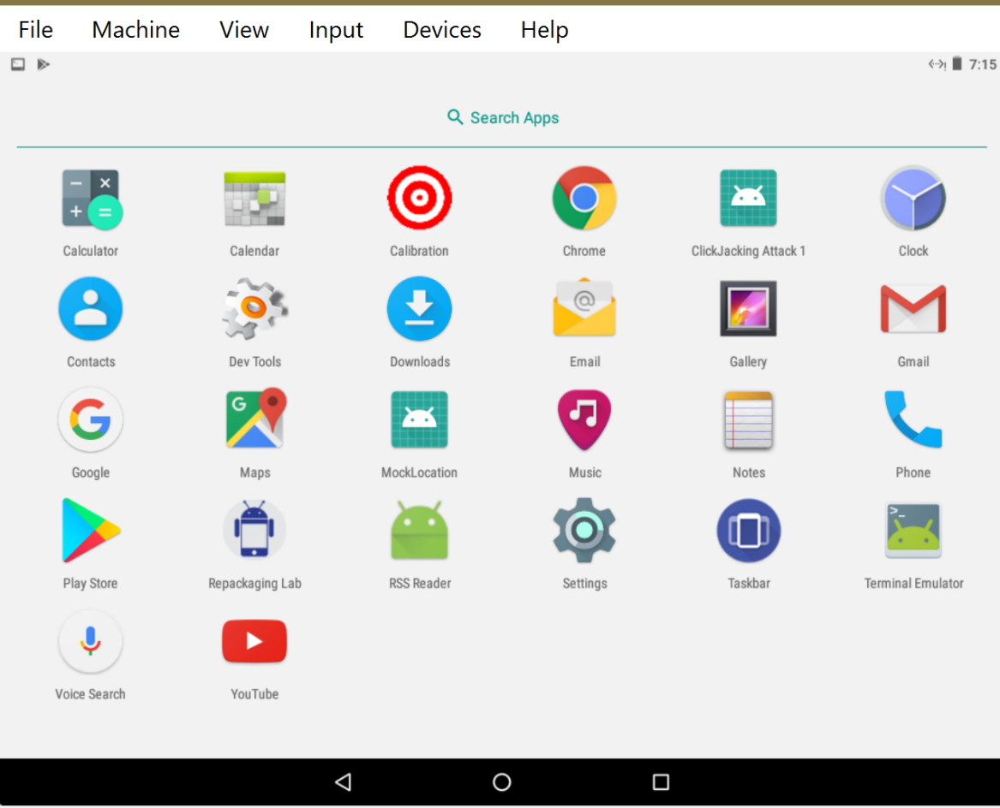 File Machine View Input Devices Help
7:15
Search Apps
Calculator Calendar Calibration Chrome ClickJacking Attack 1 Clock
@
Contacts Dev Tools Downloads Email Gallery Gmail
G G
Google Maps MockLocation Music Notes Phone
>_
Play Store Repackaging Lab RSS Reader Settings Taskbar Terminal Emulator
Voice Search YouTube